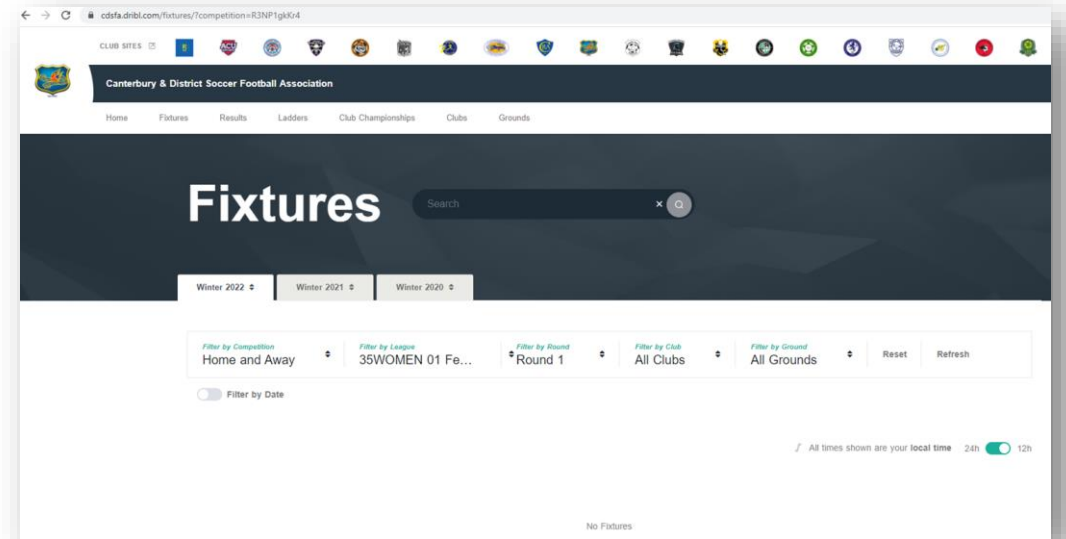 cdsfa.dribl.com/fixtures/?competition=R3NP1gkKr4
CLUB SITES
Canterbury & District Soccer Football Association
Home Fixtures Results Ladders Club Championships Clubs Grounds
Fixtures
Search
Winter 2022 Winter 2021 Winter 2020
Filter by Competition Filter by League Filter by Round Filter by Club Filter by Ground
Home and Away 35WOMEN 01 Fe... Round 1 All Clubs All Grounds Reset Refresh
Filter by Date
All times shown are your local time 24h 12h
No Fixtures